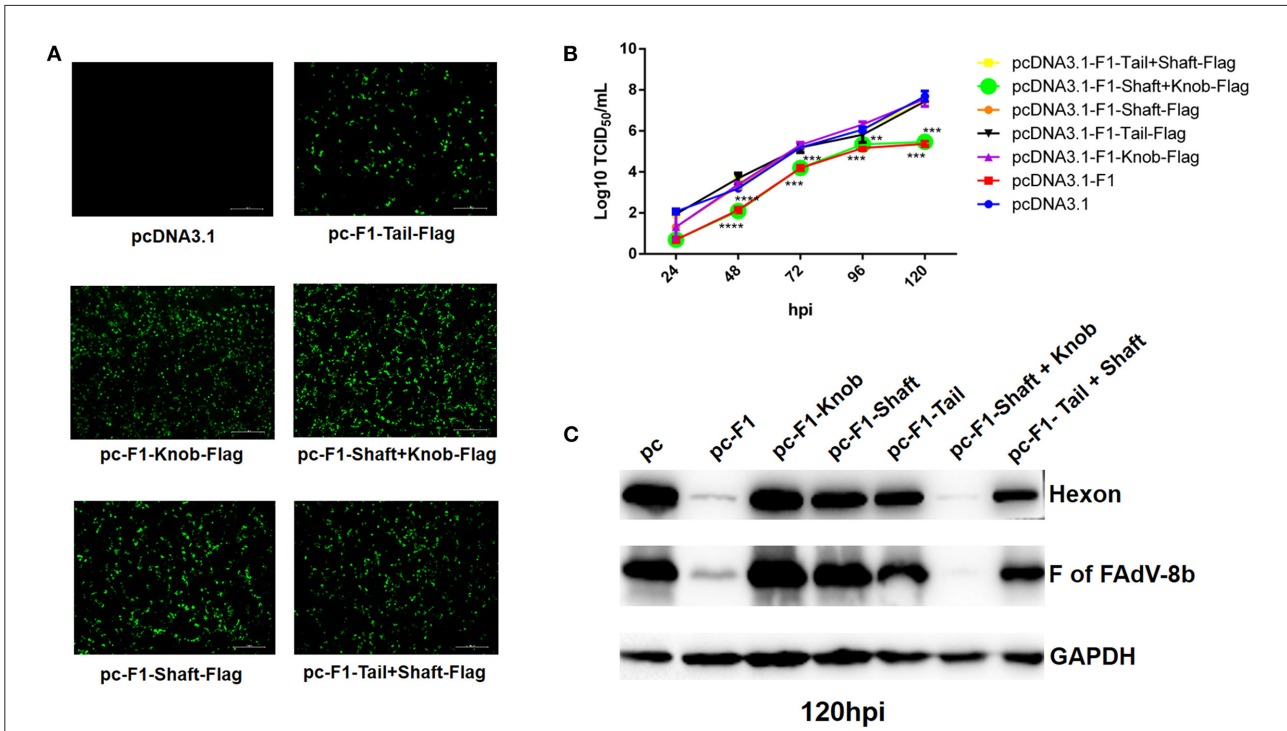 A
pcDNA3.1
pc-F1-Tail-Flag
pc-F1-Knob-Flag
pc-F1-Shaft+Knob-Flag
pc-F1-Shaft-Flag
pc-F1-Tail+Shaft-Flag
B
Log10 TCID50/mL
10
8
6
4
2
0
24
48
72
96
120
hpi
****
****
***
***
**
***
***
***
pcDNA3.1-F1-Tail+Shaft-Flag
pcDNA3.1-F1-Shaft+Knob-Flag
pcDNA3.1-F1-Shaft-Flag
pcDNA3.1-F1-Tail-Flag
pcDNA3.1-F1-Knob-Flag
pcDNA3.1-F1
pcDNA3.1
C
pc
pc-F1
pc-F1-Knob
pc-F1-Shaft
pc-F1-Tail
pc-F1-Shaft + Knob
pc-F1- Tail + Shaft
Hexon
F of FAdV-8b
GAPDH
120hpi